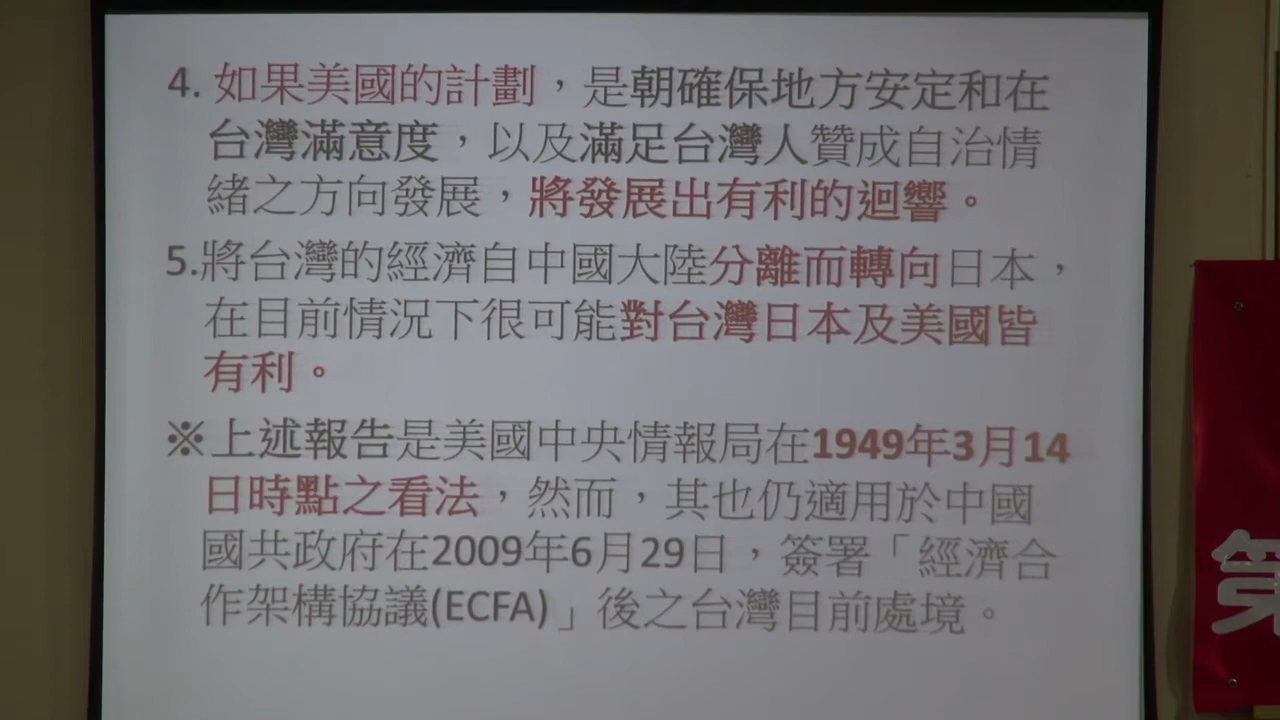 4. 如果美國的計劃，是朝確保地方安定和在
台灣滿意度，以及滿足台灣人贊成自治情
緒之方向發展，將發展出有利的迴響。
5.將台灣的經濟自中國大陸分離而轉向日本，
在目前情況下很可能對台灣日本及美國皆
有利。
※上述報告是美國中央情報局在1949年3月14
日時點之看法，然而，其也仍適用於中國
國共政府在2009年6月29日，簽署「經濟合
作架構協議(ECFA)」後之台灣目前處境。
第